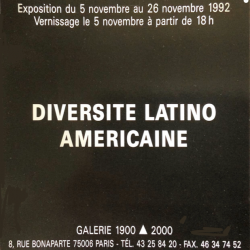 Exposition du 5 novembre au 26 novembre 1992
Vernissage le 5 novembre à partir de 18 h
DIVERSITE LATINO
AMERICAINE
GALERIE 1900 ▲ 2000
8, RUE BONAPARTE 75006 PARIS - TÉL. 43 25 84 20 - FAX. 46 34 74 52